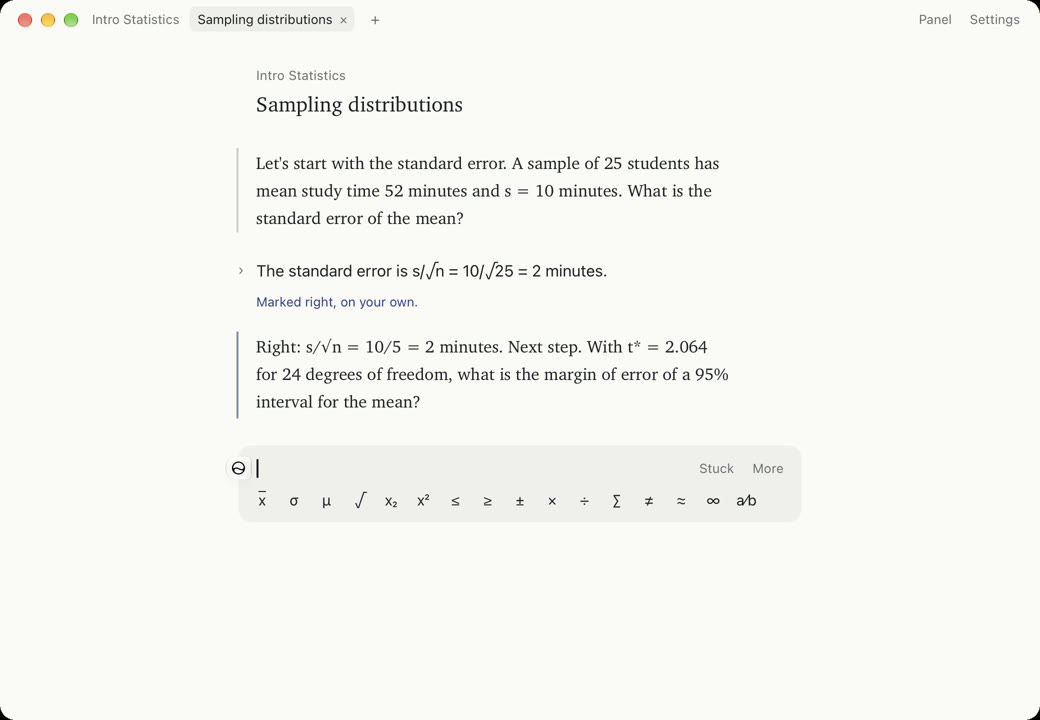 Intro Statistics
Sampling distributions ×
+
Panel
Settings
Intro Statistics
Sampling distributions
Let's start with the standard error. A sample of 25 students has
mean study time 52 minutes and s = 10 minutes. What is the
standard error of the mean?
› The standard error is s/√n = 10/√25 = 2 minutes.
Marked right, on your own.
Right: s/√n = 10/5 = 2 minutes. Next step. With t* = 2.064
for 24 degrees of freedom, what is the margin of error of a 95%
interval for the mean?
Stuck More
x̅ σ μ √ x₂ x² ≤ ≥ ± × ÷ ∑ ≠ ≈ ∞ a⁄b